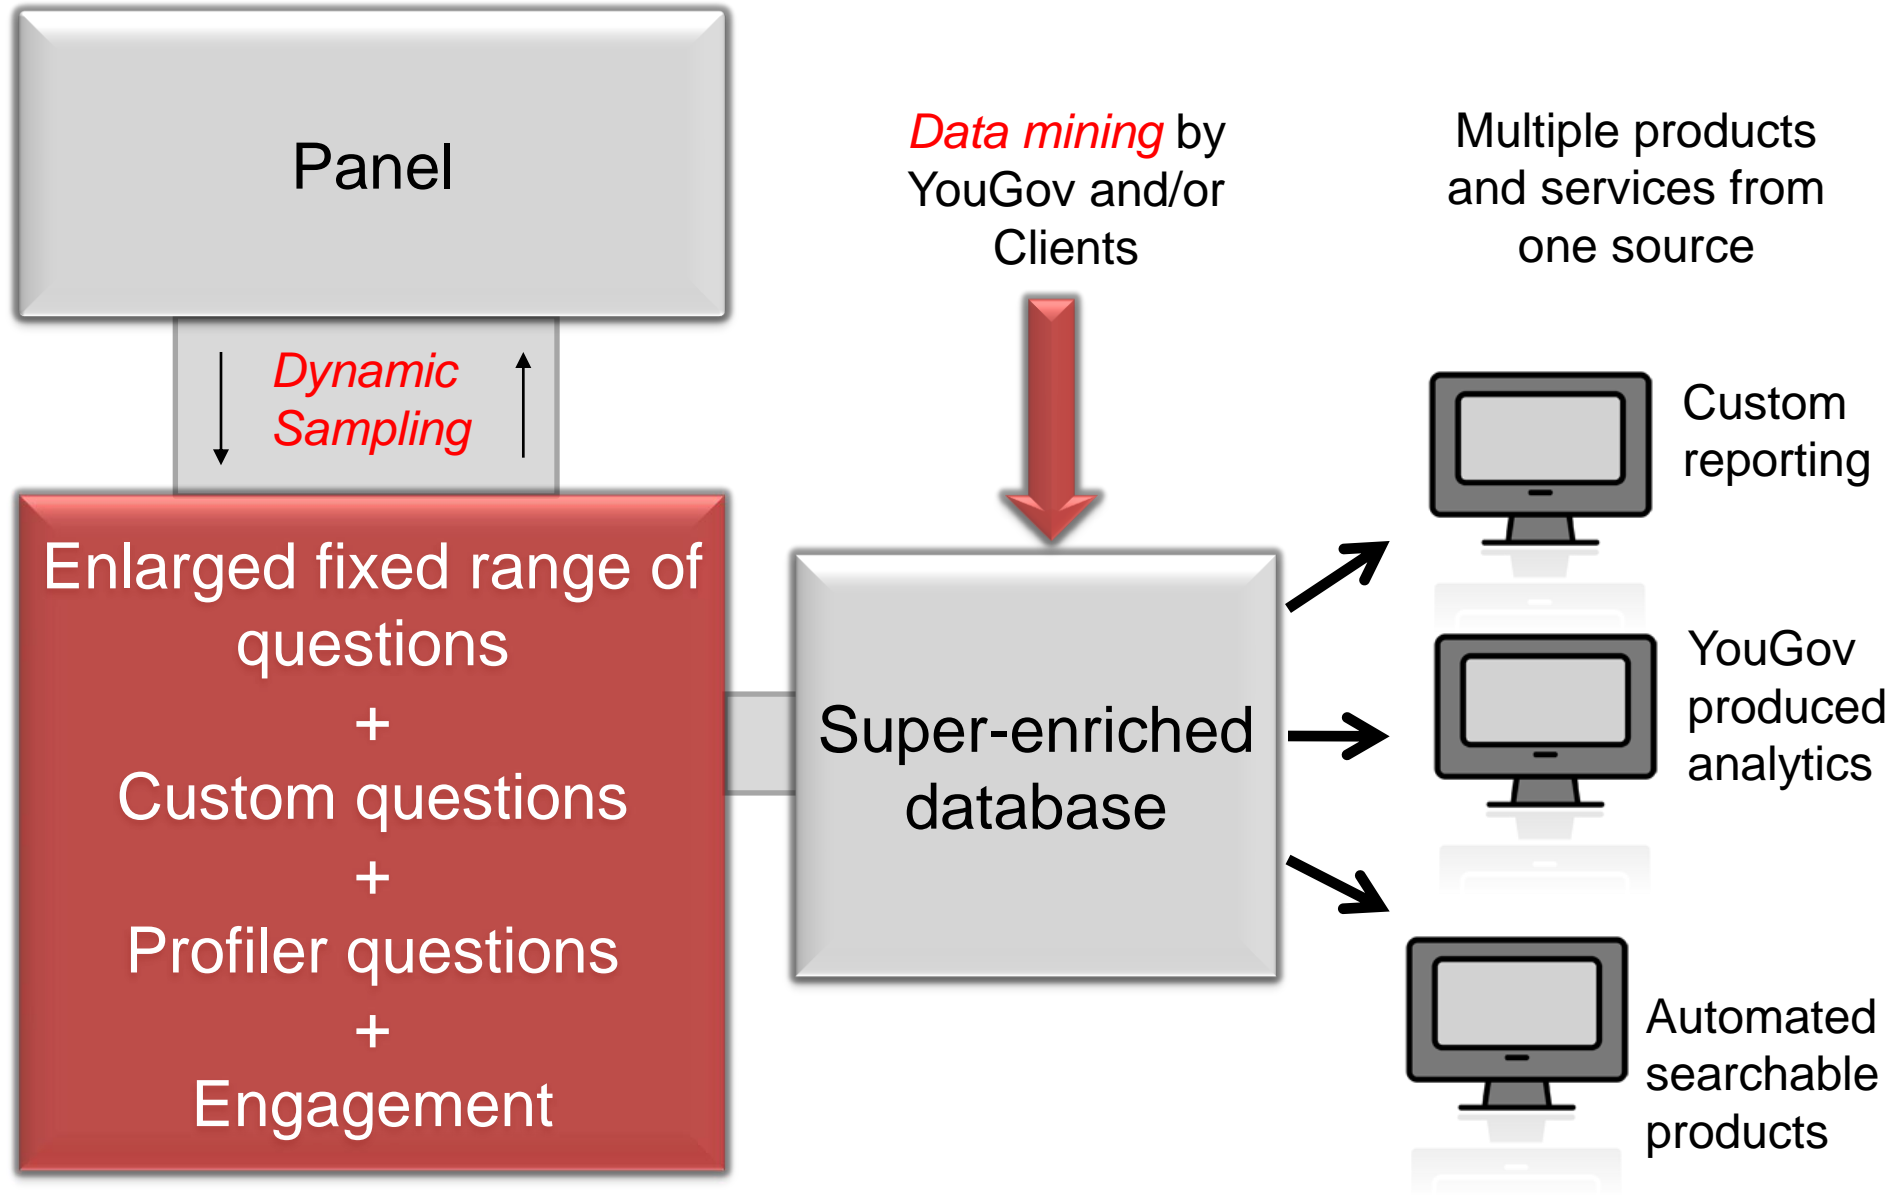 Panel
Dynamic
Sampling
Enlarged fixed range of
questions
+
Custom questions
+
Profiler questions
+
Engagement
Data mining by
YouGov and/or
Clients
Super-enriched
database
Multiple products
and services from
one source
Custom
reporting
YouGov
produced
analytics
Automated
searchable
products